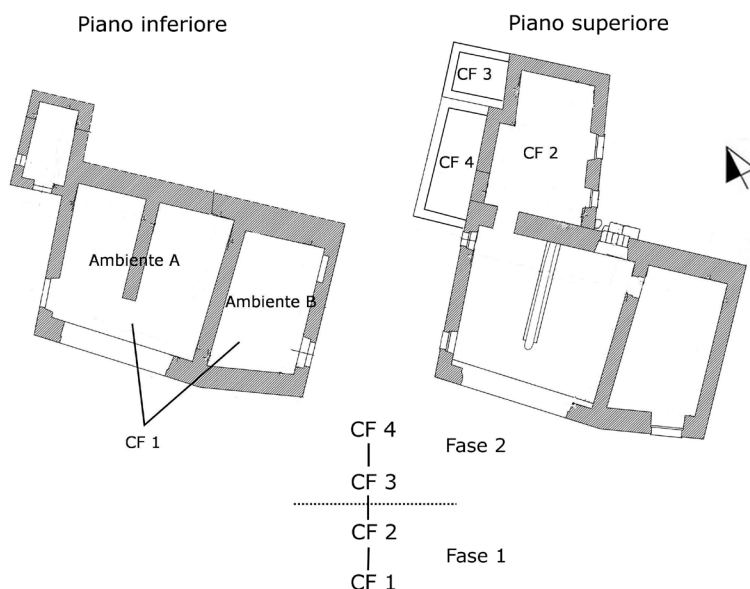 Piano inferiore
Piano superiore
CF 3
CF 4
CF 2
Ambiente A
Ambiente B
CF 1
CF 4
Fase 2
CF 3
CF 2
Fase 1
CF 1